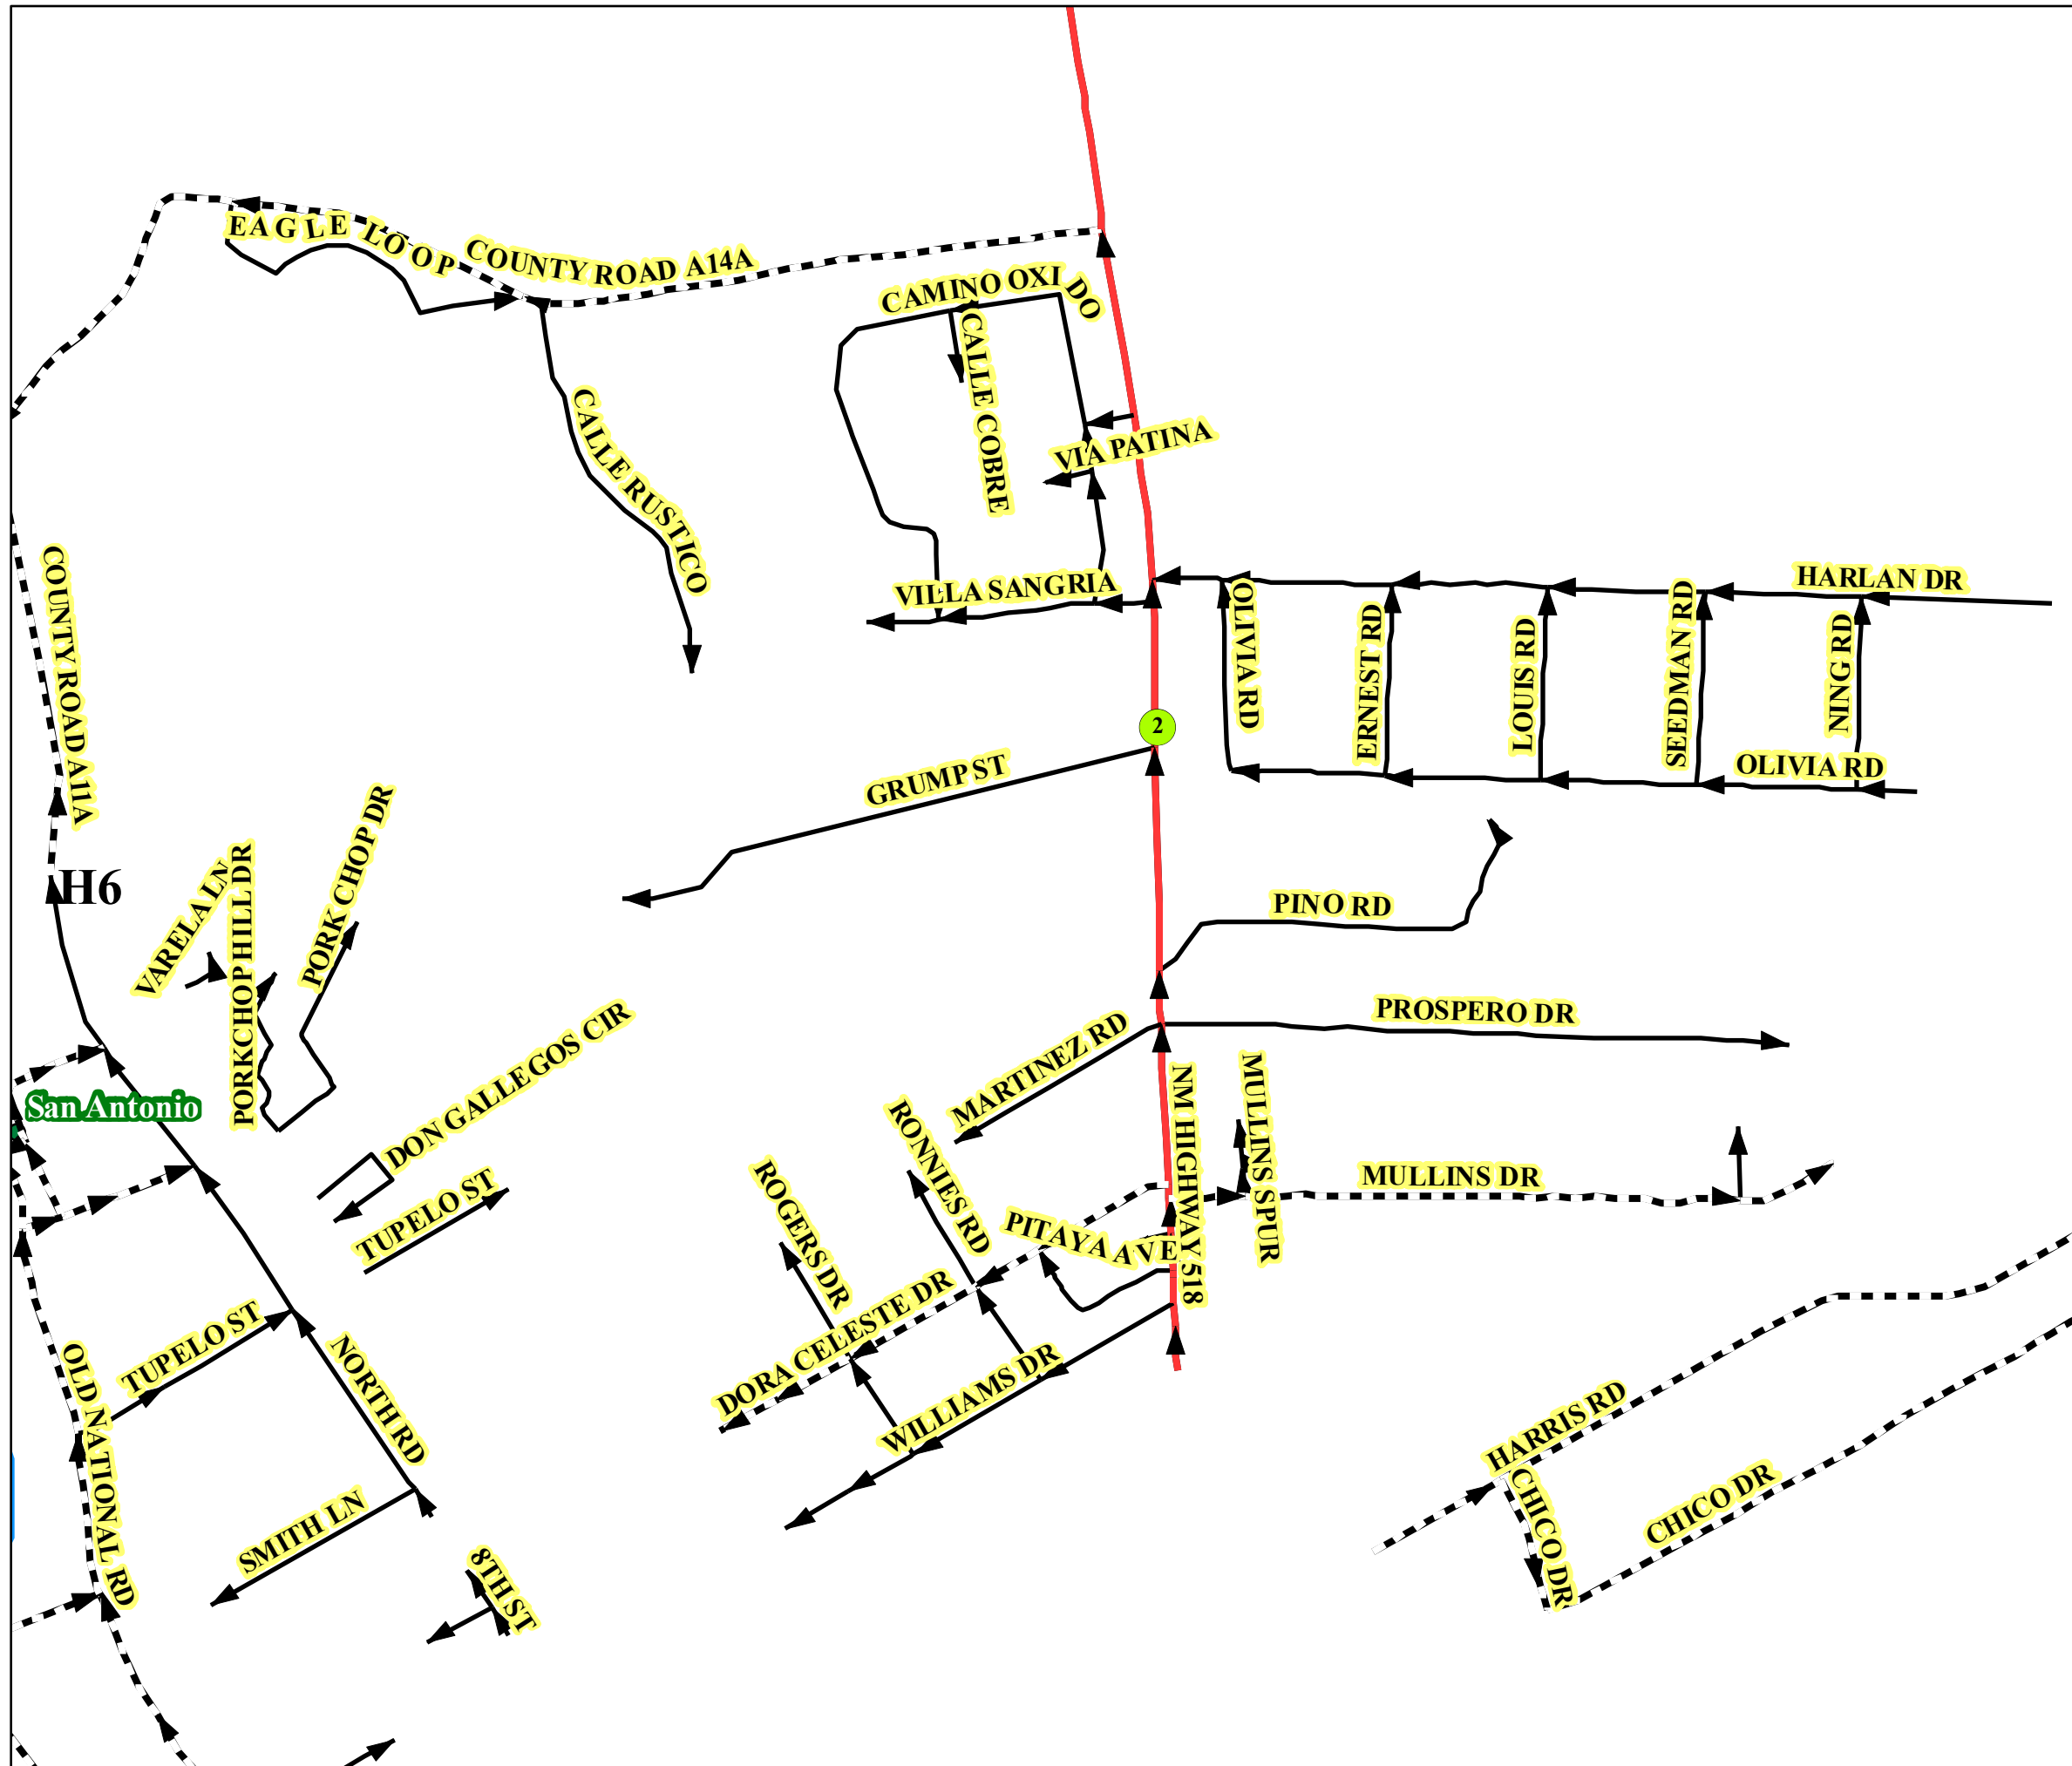 EAGLE LOOP
COUNTY ROAD A14A
CAMINO OXIDO
CALLE COBRE
VIA PATINA
CALLE RUSTICO
COUNTY ROAD A11A
VILLA SANGRIA
HARLAN DR
OLIVIA RD
ERNEST RD
LOUIS RD
SEEDMAN RD
NING RD
2
GRUMP ST
OLIVIA RD
H6
VARELA LN
PORKCHOP HILL DR
PORK CHOP DR
PINO RD
PROSPERO DR
DON GALLEGOS CIR
MARTINEZ RD
San Antonio
NM HIGHWAY 518
MULLINS SPUR
MULLINS DR
TUPELO ST
ROGERS DR
RONNIES RD
PITAYA AVE
DORA CELESTE DR
TUPELO ST
NORTH RD
OLD NATIONAL RD
WILLIAMS DR
HARRIS RD
CHICO DR
CHICO DR
SMITH LN
8TH ST